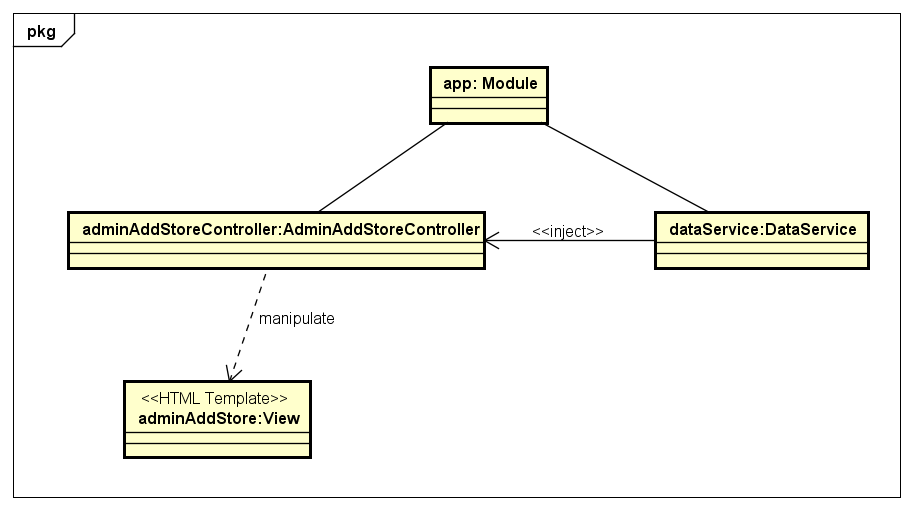 pkg
app: Module
adminAddStoreController:AdminAddStoreController
<<inject>>
dataService:DataService
manipulate
<<HTML Template>>
adminAddStore:View